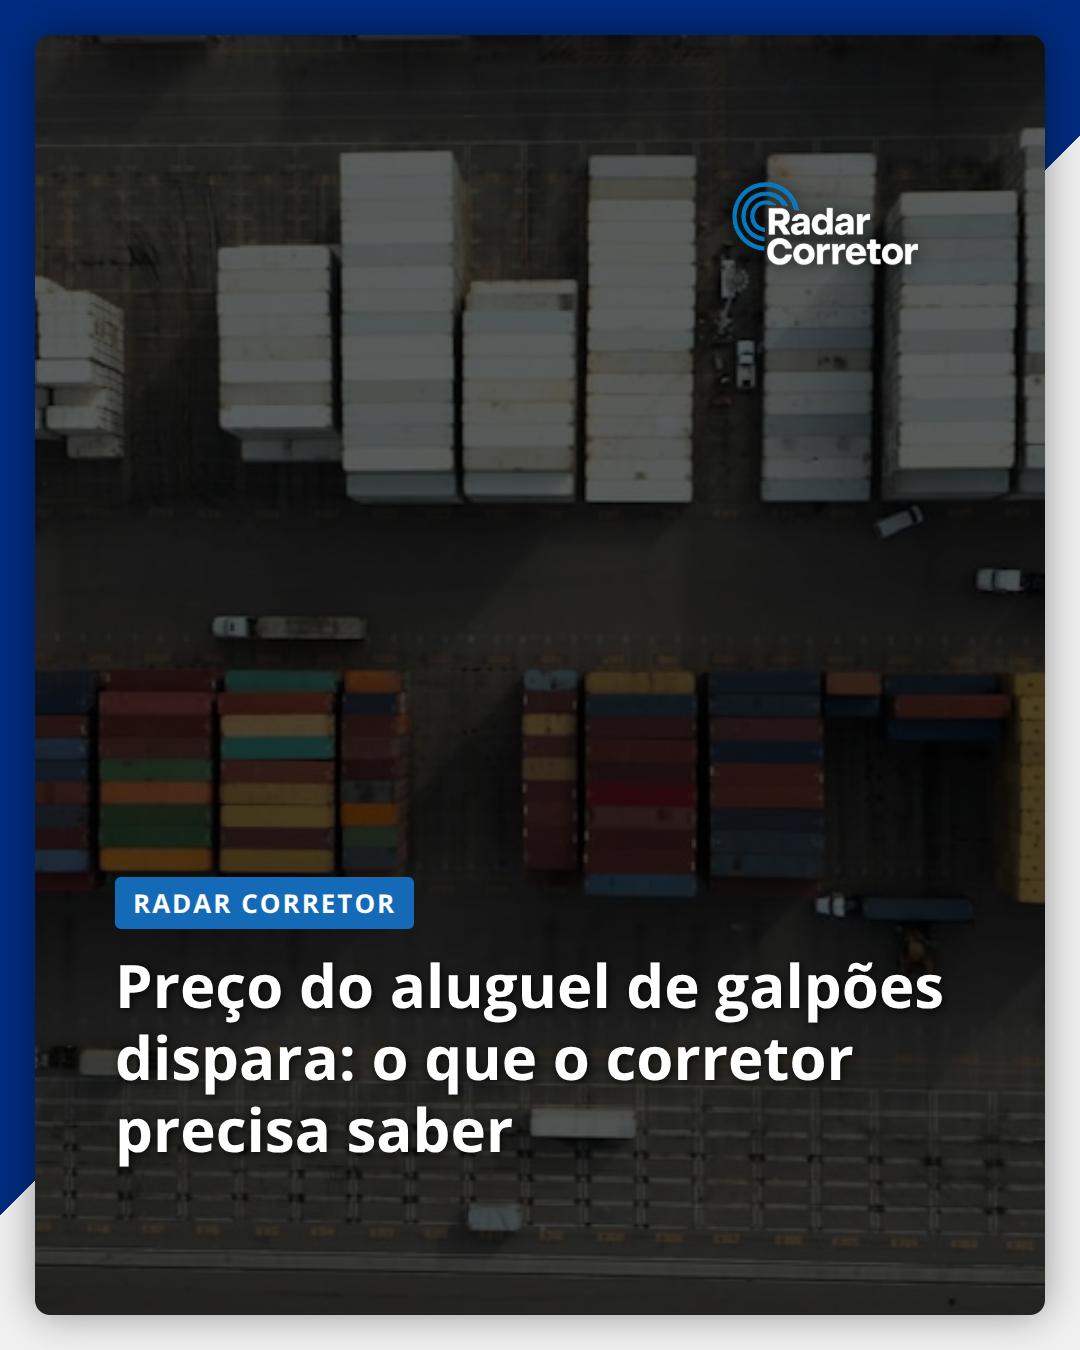 Radar
Corretor
RADAR CORRETOR
Preço do aluguel de galpões
dispara: o que o corretor
precisa saber